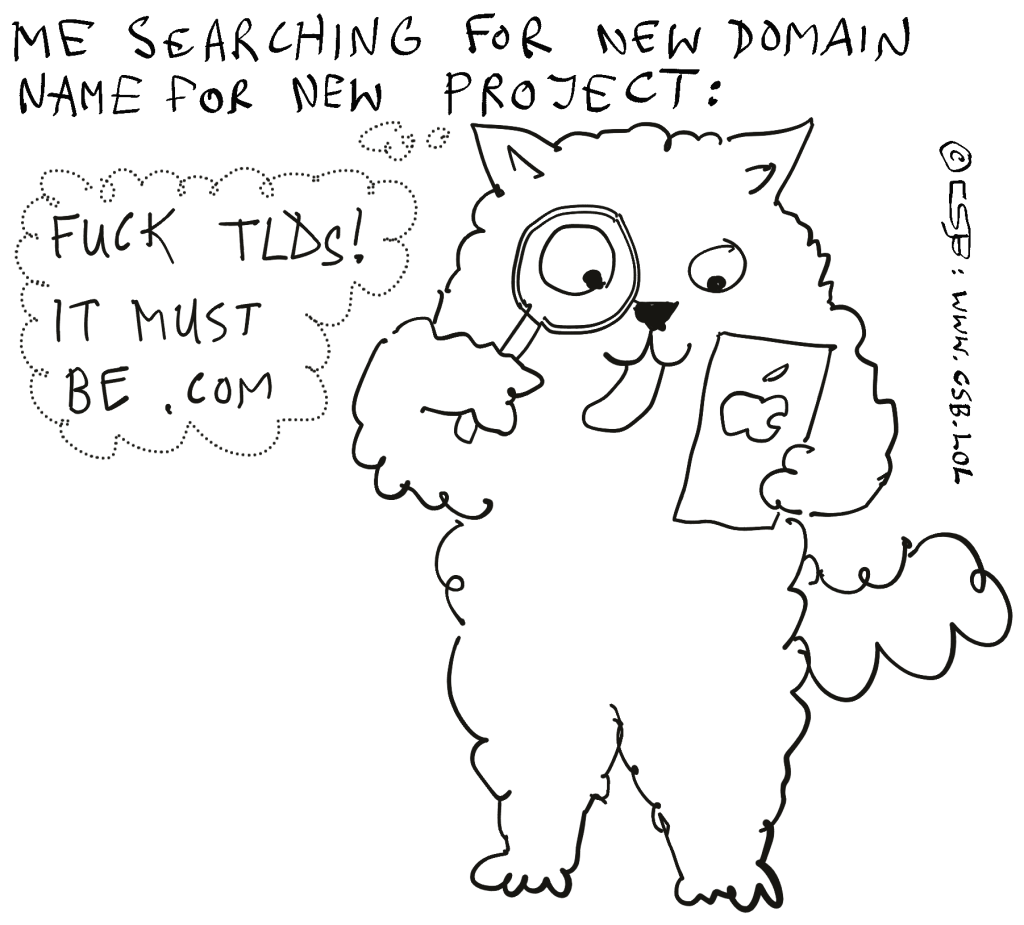 ME SEARCHING FOR NEW DOMAIN
NAME FOR NEW PROJECT:
FUCK TLDs!
IT MUST
BE .COM
© CSB: WWW.CSB.LOL